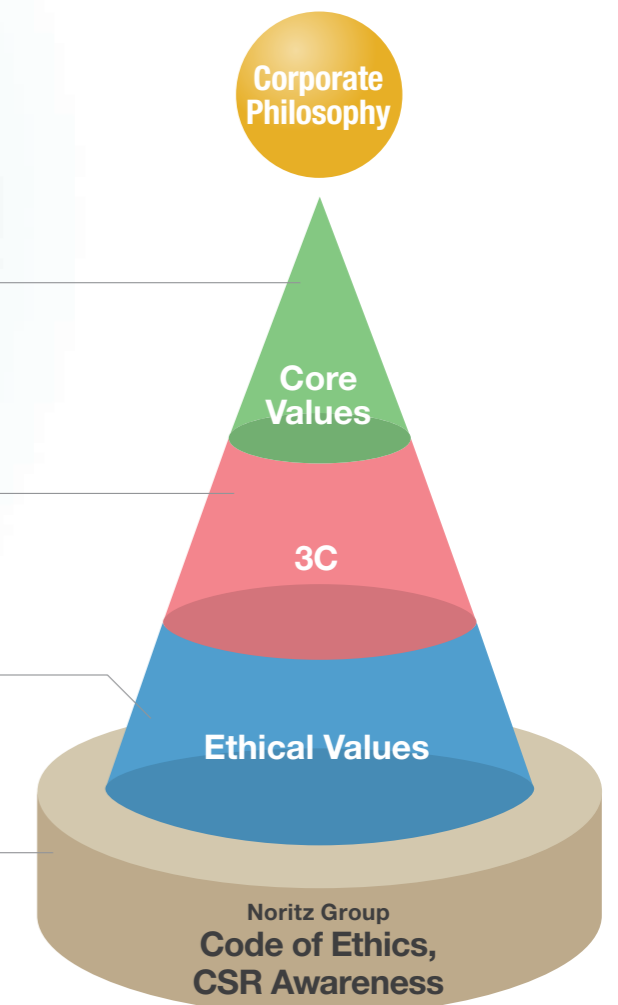 Corporate
Philosophy
Core
Values
3C
Ethical Values
Noritz Group
Code of Ethics,
CSR Awareness